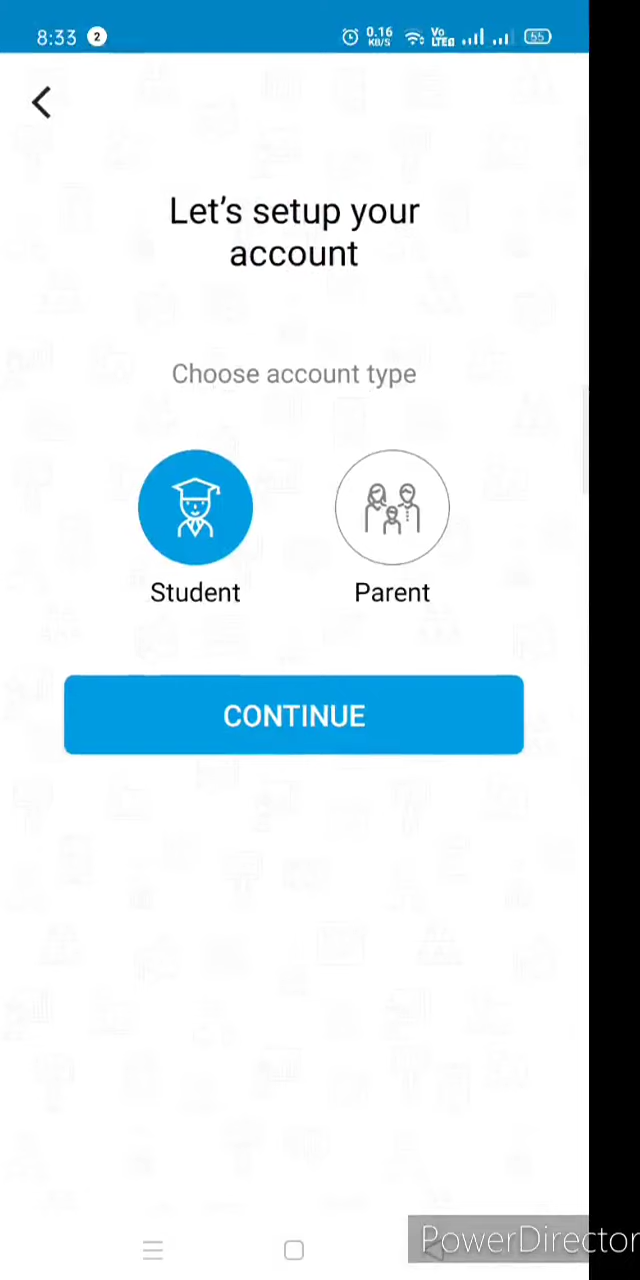 8:33 2 0.16 KB/S Vo LTE 55
Let's setup your
account
Choose account type
Student Parent
CONTINUE
PowerDirector